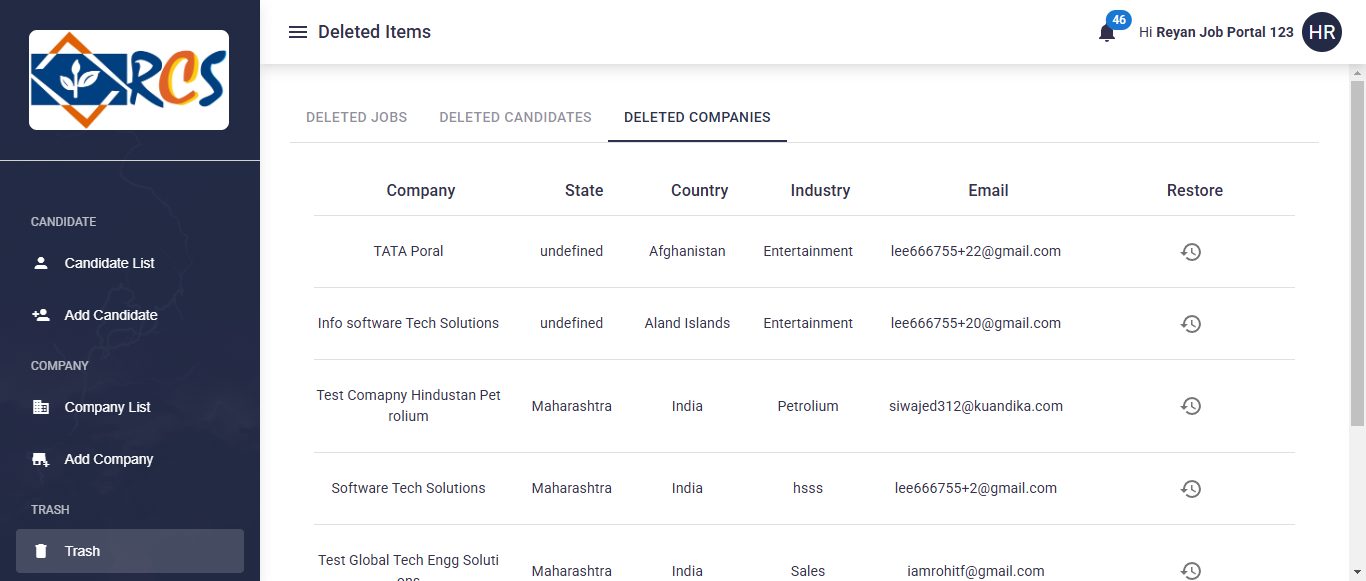 RCS
Deleted Items
46
Hi Reyan Job Portal 123
HR
CANDIDATE
Candidate List
Add Candidate
COMPANY
Company List
Add Company
TRASH
Trash
DELETED JOBS DELETED CANDIDATES DELETED COMPANIES
Company State Country Industry Email Restore
TATA Poral undefined Afghanistan Entertainment lee666755+22@gmail.com
Info software Tech Solutions undefined Aland Islands Entertainment lee666755+20@gmail.com
Test Comapny Hindustan Pet
rolium
Maharashtra India Petrolium siwajed312@kuandika.com
Software Tech Solutions Maharashtra India hsss lee666755+2@gmail.com
Test Global Tech Engg Soluti
ons
Maharashtra India Sales iamrohitf@gmail.com